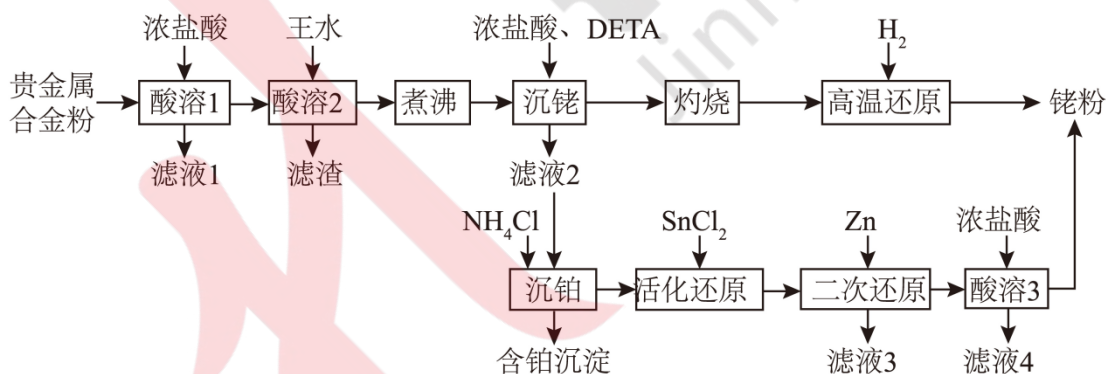 浓盐酸
王水
浓盐酸、DETA
H₂
贵金属
合金粉
酸溶1
酸溶2
煮沸
沉铑
灼烧
高温还原
铑粉
滤液1
滤渣
滤液2
NH₄Cl
SnCl₂
Zn
浓盐酸
沉铂
活化还原
二次还原
酸溶3
含铂沉淀
滤液3
滤液4